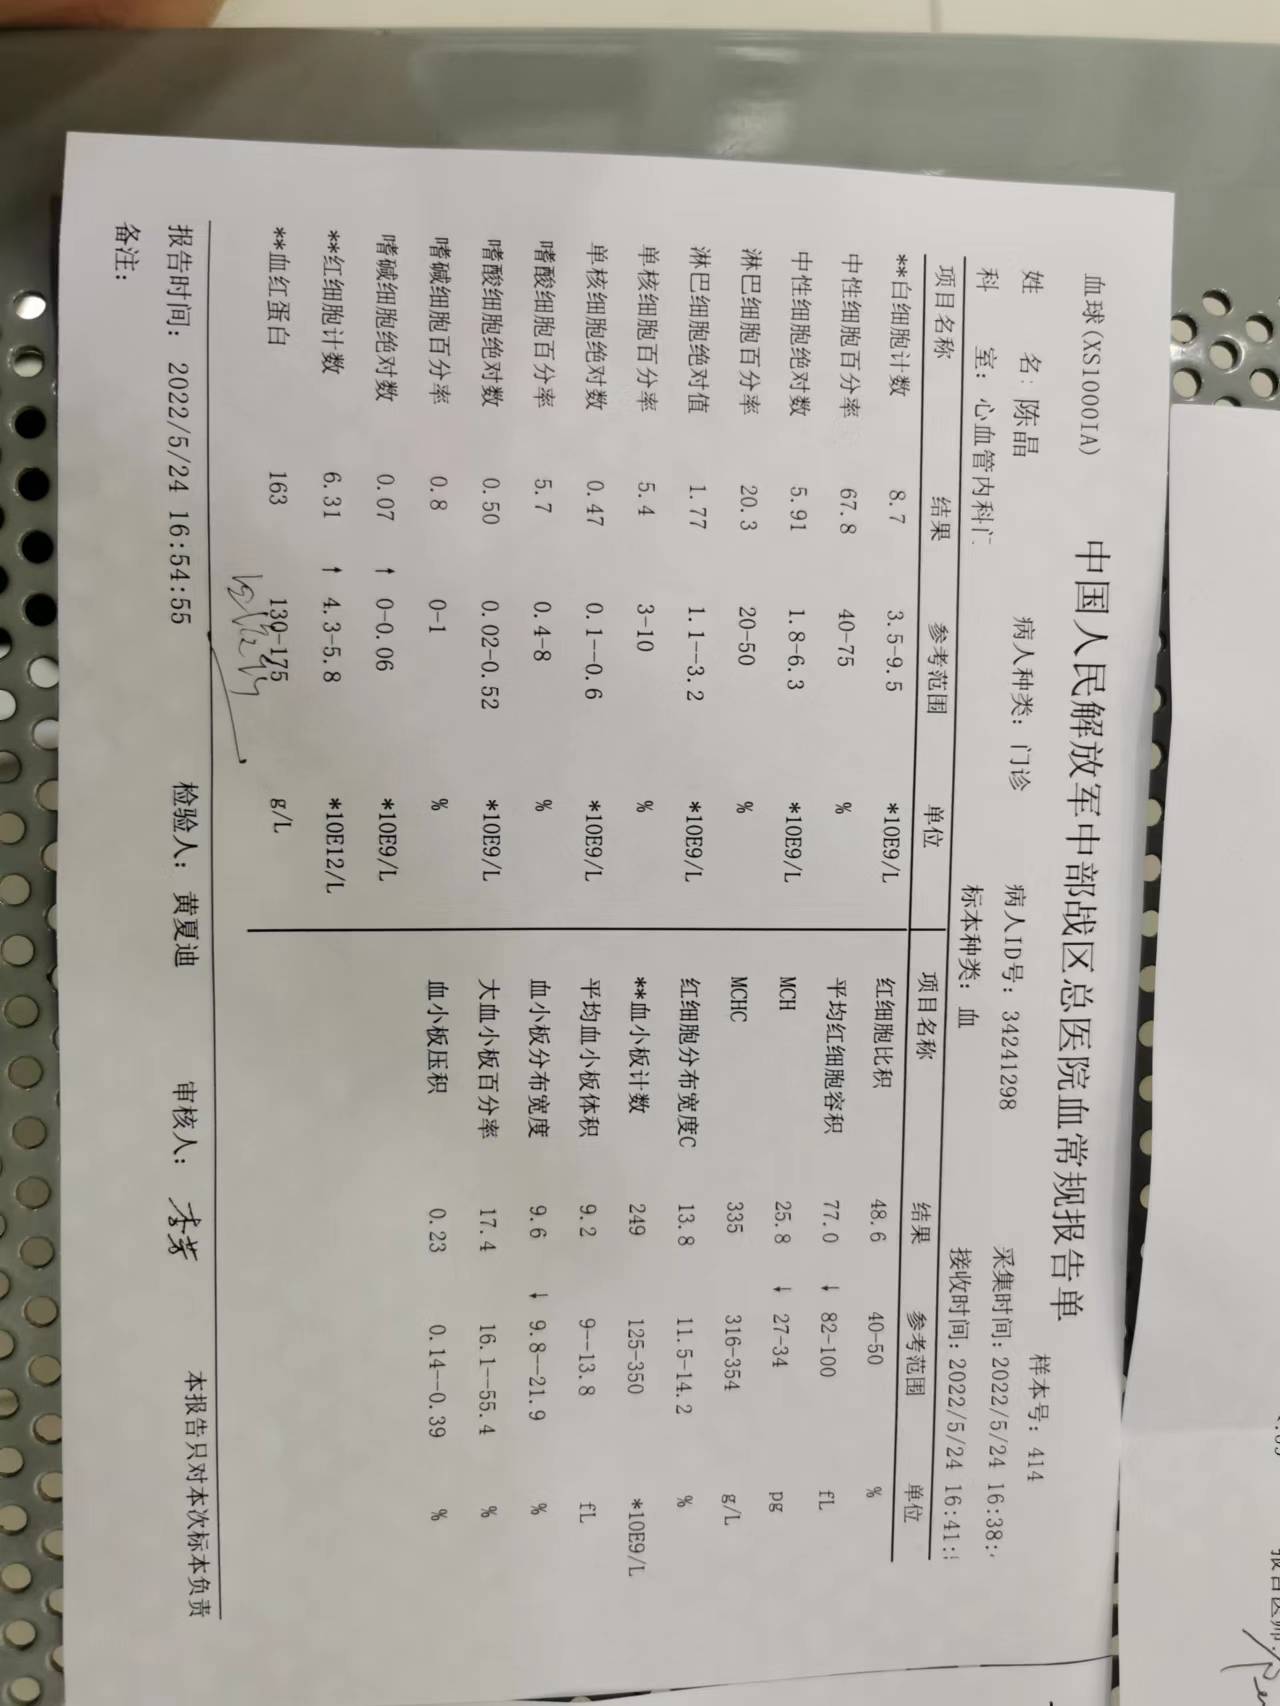 中国人民解放军中部战区总医院血常规报告单
血球(XS1000IA) 样本号: 414
姓 名: 陈晶 病人种类: 门诊 病人ID号: 34241298 采集时间: 2022/5/24 16:38:
科 室: 心血管内科门 标本种类: 血 接收时间: 2022/5/24 16:41:
项目名称 结果 参考范围 单位 项目名称 结果 参考范围 单位
**白细胞计数 8.7 3.5-9.5 *10E9/L 红细胞比积 48.6 40-50 %
中性细胞百分率 67.8 40-75 % 平均红细胞容积 77.0 ↓ 82-100 fL
中性细胞绝对数 5.91 1.8-6.3 *10E9/L MCH 25.8 ↓ 27-34 pg
淋巴细胞百分率 20.3 20-50 % MCHC 335 316-354 g/L
淋巴细胞绝对值 1.77 1.1--3.2 *10E9/L 红细胞分布宽度C 13.8 11.5-14.2 %
单核细胞百分率 5.4 3-10 % **血小板计数 249 125-350 *10E9/L
单核细胞绝对数 0.47 0.1--0.6 *10E9/L 平均血小板体积 9.2 9--13.8 fL
嗜酸细胞百分率 5.7 0.4-8 % 血小板分布宽度 9.6 ↓ 9.8--21.9 %
嗜酸细胞绝对数 0.50 0.02-0.52 *10E9/L 大血小板百分率 17.4 16.1--55.4 %
嗜碱细胞百分率 0.8 0-1 % 血小板压积 0.23 0.14--0.39 %
嗜碱细胞绝对数 0.07 ↑ 0-0.06 *10E9/L
**红细胞计数 6.31 ↑ 4.3-5.8 *10E12/L
**血红蛋白 163 130-175 g/L
报告时间: 2022/5/24 16:54:55 检验人: 黄夏迪 审核人: 李芳 本报告只对本次标本负责
备注: